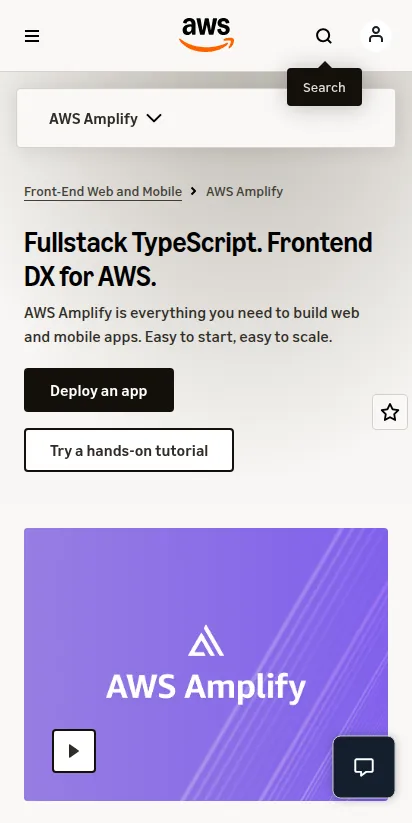 aws
Search
AWS Amplify
Front-End Web and Mobile
AWS Amplify
Fullstack TypeScript. Frontend
DX for AWS.
AWS Amplify is everything you need to build web
and mobile apps. Easy to start, easy to scale.
Deploy an app
Try a hands-on tutorial
AWS Amplify